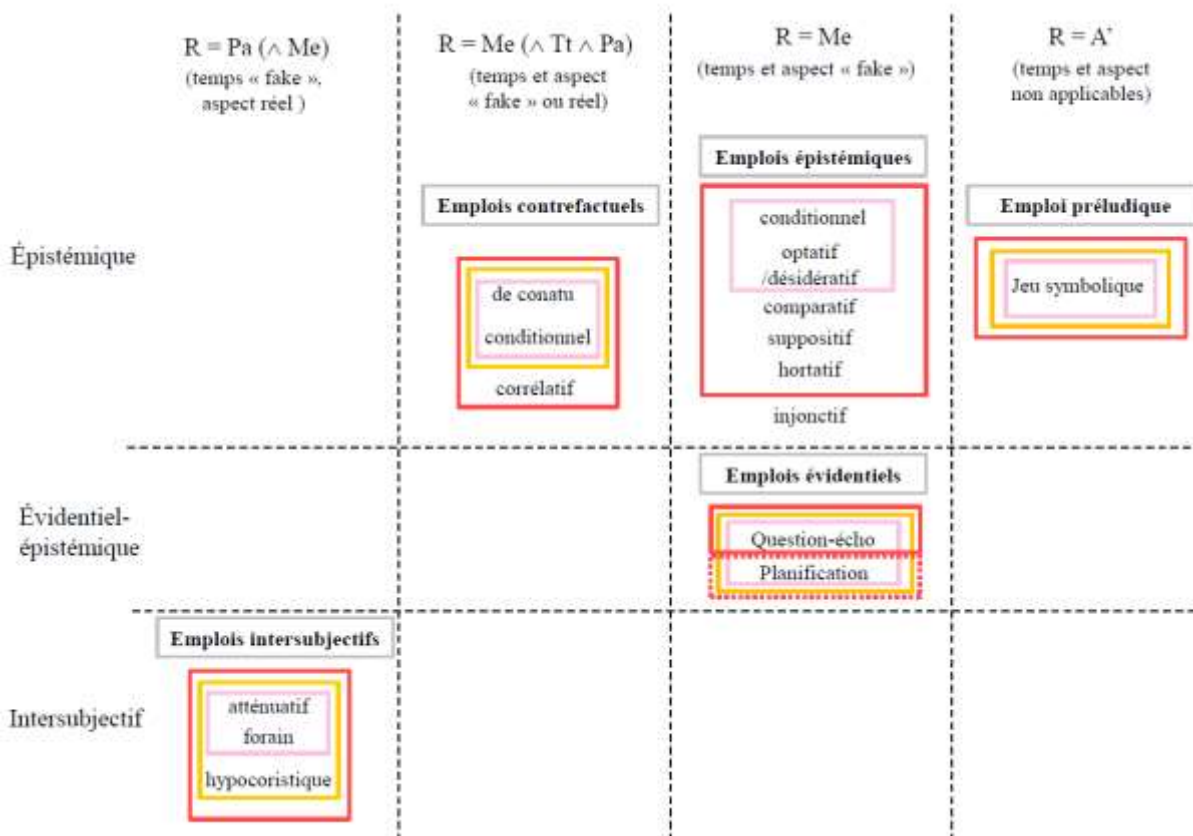 R = Pa (∧ Me)
(temps « fake »,
aspect réel )
R = Me (∧ Tt ∧ Pa)
(temps et aspect
« fake » ou réel)
R = Me
(temps et aspect « fake »)
R = A’
(temps et aspect
non applicables)
Épistémique
Emplois contrefactuels
de conatu
conditionnel
corrélatif
Emplois épistémiques
conditionnel
optatif
/désidératif
comparatif
suppositif
hortatif
injonctif
Emploi préludique
Jeu symbolique
Évidentiel-
épistémique
Emplois évidentiels
Question-écho
Planification
Intersubjectif
Emplois intersubjectifs
atténuatif
forain
hypocoristique